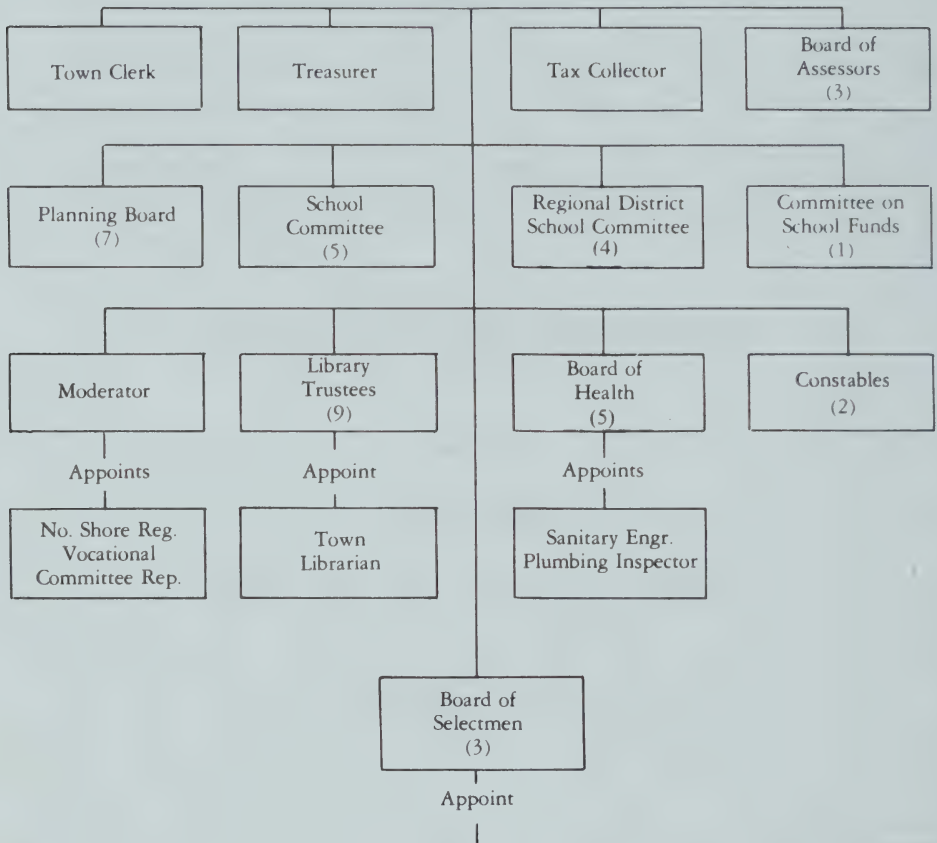 Town Clerk
Treasurer
Tax Collector
Board of
Assessors
(3)
Planning Board
(7)
School
Committee
(5)
Regional District
School Committee
(4)
Committee on
School Funds
(1)
Moderator
Library
Trustees
(9)
Board of
Health
(5)
Constables
(2)
Appoints
Appoint
Appoints
No. Shore Reg.
Vocational
Committee Rep.
Town
Librarian
Sanitary Engr.
Plumbing Inspector
Board of
Selectmen
(3)
Appoint